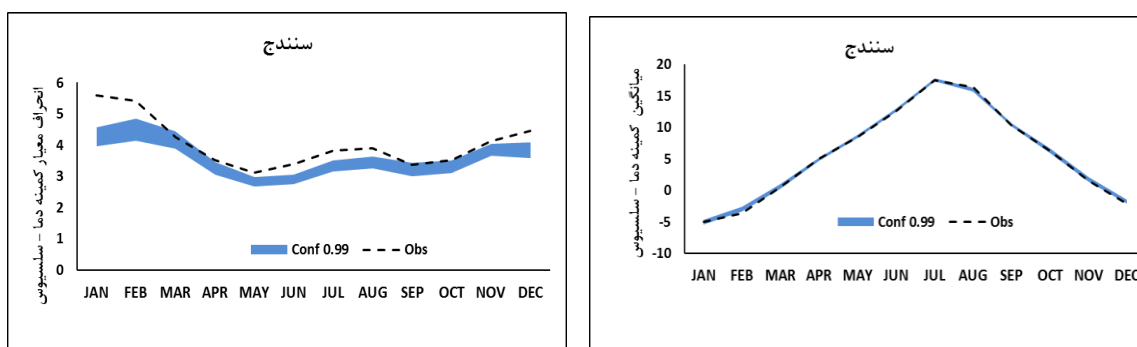 سنندج
انحراف معیار کمینه دما – سلسیوس
6
5
4
3
2
1
0
Conf 0.99 Obs
JAN FEB MAR APR MAY JUN JUL AUG SEP OCT NOV DEC
سنندج
میانگین کمینه دما – سلسیوس
20
15
10
5
0
-5
-10
Conf 0.99 Obs
JAN FEB MAR APR MAY JUN JUL AUG SEP OCT NOV DEC